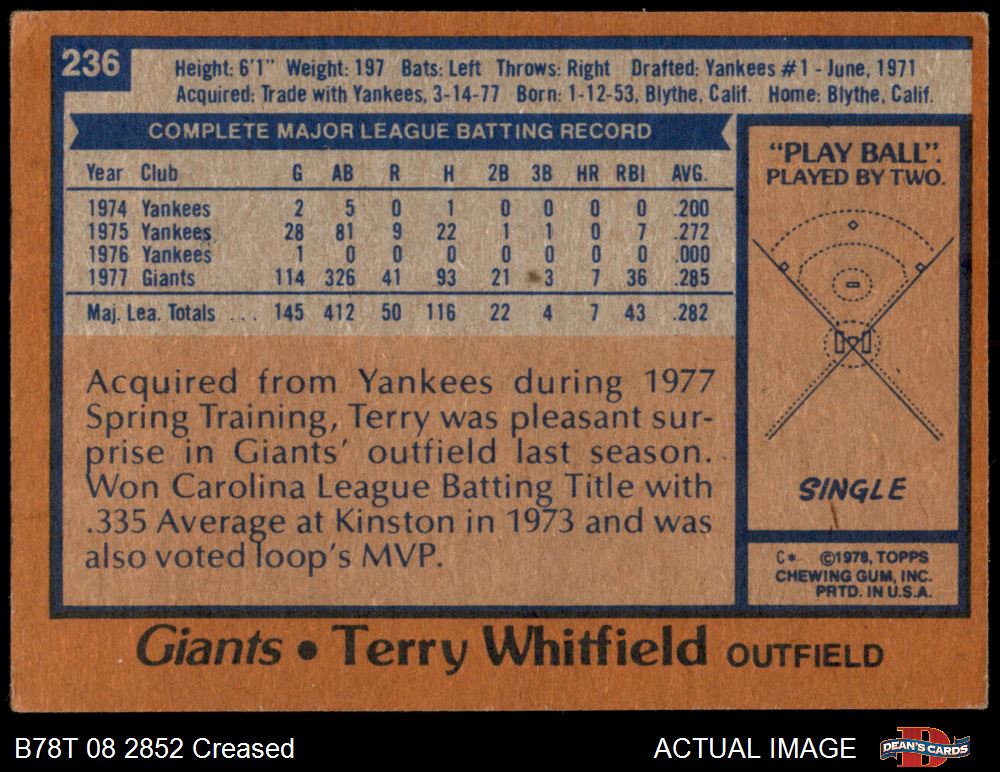 236
Height: 6'1" Weight: 197 Bats: Left Throws: Right Drafted: Yankees #1 - June, 1971
Acquired: Trade with Yankees, 3-14-77 Born: 1-12-53, Blythe, Calif. Home: Blythe, Calif.
COMPLETE MAJOR LEAGUE BATTING RECORD
Year Club G AB R H 2B 3B HR RBI AVG.
1974 Yankees 2 5 0 1 0 0 0 0 .200
1975 Yankees 28 81 9 22 1 1 0 7 .272
1976 Yankees 1 0 0 0 0 0 0 0 .000
1977 Giants 114 326 41 93 21 3 7 36 .285
Maj. Lea. Totals ... 145 412 50 116 22 4 7 43 .282
Acquired from Yankees during 1977
Spring Training, Terry was pleasant sur-
prise in Giants' outfield last season.
Won Carolina League Batting Title with
.335 Average at Kinston in 1973 and was
also voted loop's MVP.
"PLAY BALL".
PLAYED BY TWO.
SINGLE
C* ©1978, TOPPS
CHEWING GUM, INC.
PRTD. IN U.S.A.
Giants • Terry Whitfield OUTFIELD
B78T 08 2852 Creased
ACTUAL IMAGE
D
DEAN'S CARDS